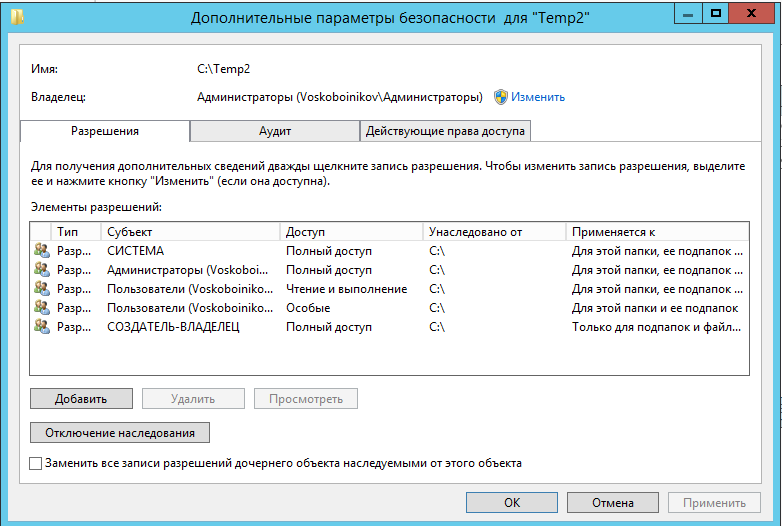 Дополнительные параметры безопасности для "Temp2"
Имя: C:\Temp2
Владелец: Администраторы (Voskoboinikov\Администраторы) Изменить
Разрешения Аудит Действующие права доступа
Для получения дополнительных сведений дважды щелкните запись разрешения. Чтобы изменить запись разрешения, выделите
ее и нажмите кнопку "Изменить" (если она доступна).
Элементы разрешений:
Тип Субъект Доступ Унаследовано от Применяется к
Разр... СИСТЕМА Полный доступ C:\ Для этой папки, ее подпапок ...
Разр... Администраторы (Voskoboi... Полный доступ C:\ Для этой папки, ее подпапок ...
Разр... Пользователи (Voskoboiniko... Чтение и выполнение C:\ Для этой папки, ее подпапок ...
Разр... Пользователи (Voskoboiniko... Особые C:\ Для этой папки и ее подпапок
Разр... СОЗДАТЕЛЬ-ВЛАДЕЛЕЦ Полный доступ C:\ Только для подпапок и файл...
Добавить Удалить Просмотреть
Отключение наследования
Заменить все записи разрешений дочернего объекта наследуемыми от этого объекта
ОК Отмена Применить